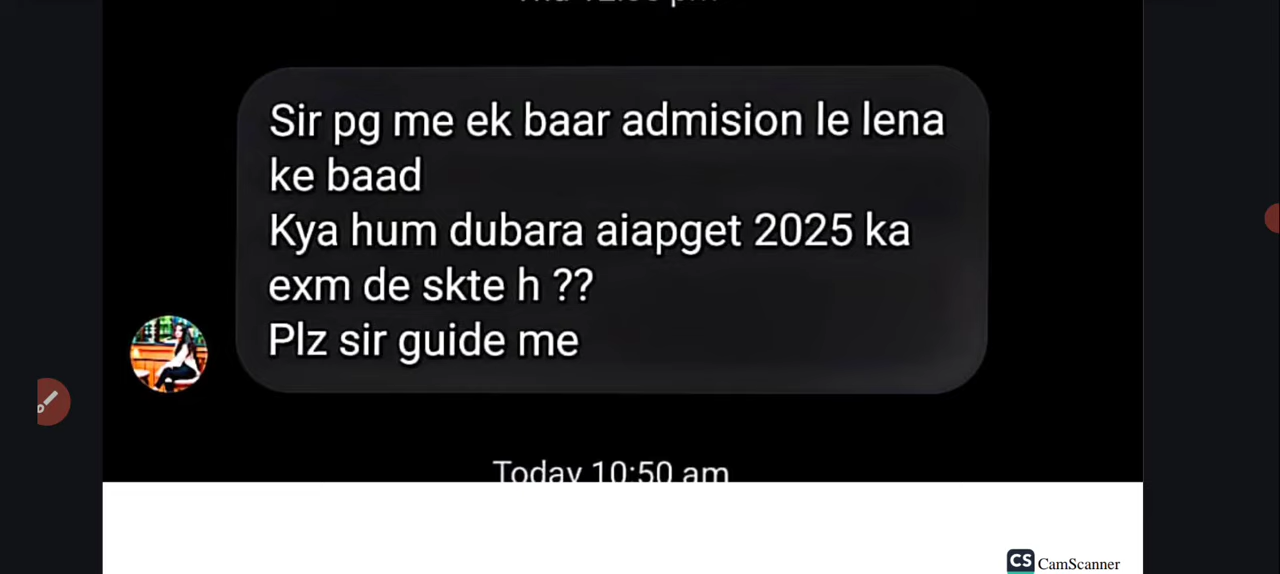 Sir pg me ek baar admision le lena
ke baad
Kya hum dubara aiapget 2025 ka
exm de skte h ??
Plz sir guide me
Today 10:50 am
CS CamScanner